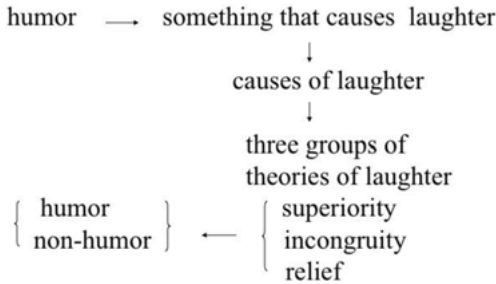 humor → something that causes laughter
↓
causes of laughter
↓
three groups of
theories of laughter
{ humor } ← { superiority
non-humor incongruity
relief